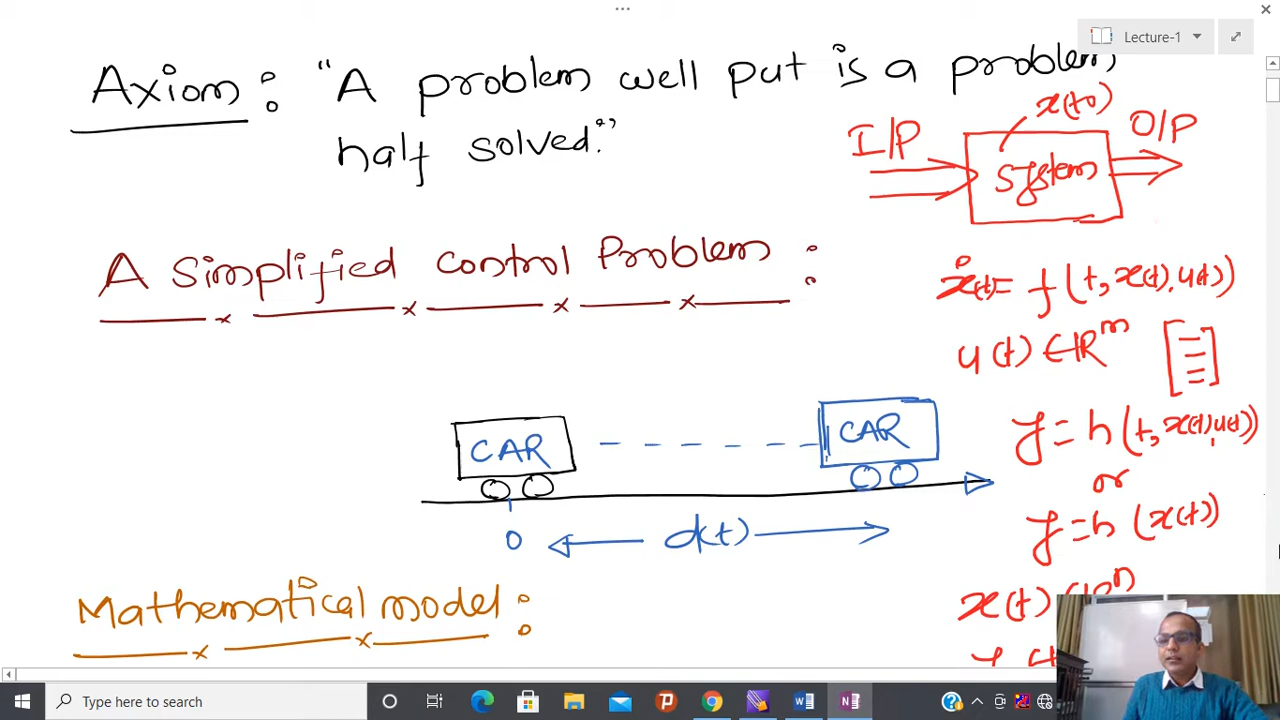 Lecture-1
Axiom: "A problem well put is a problem
half solved."
x(t0)
I/P
System
O/P
A Simplified control Problem :
ẋ(t) = f(t, x(t), u(t))
u(t) ∈ ℝᵐ
y = h(t, x(t), u(t))
or
y = h(x(t))
CAR
CAR
0
d(t)
Mathematical model :
x(t)
Type here to search